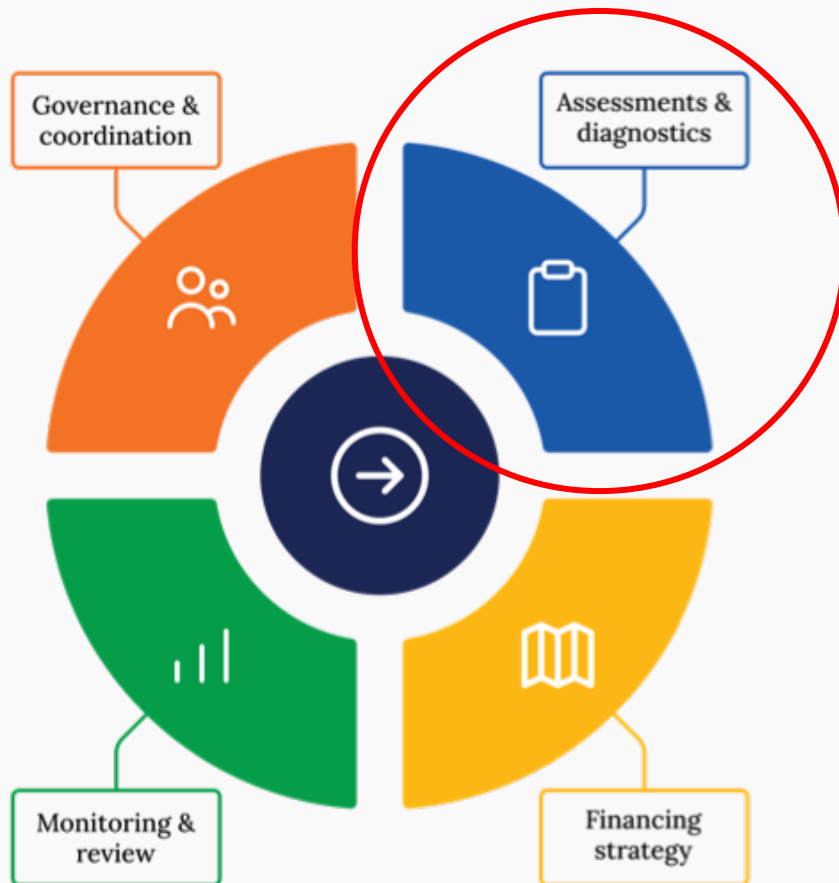 Governance &
coordination
Assessments &
diagnostics
Monitoring &
review
Financing
strategy